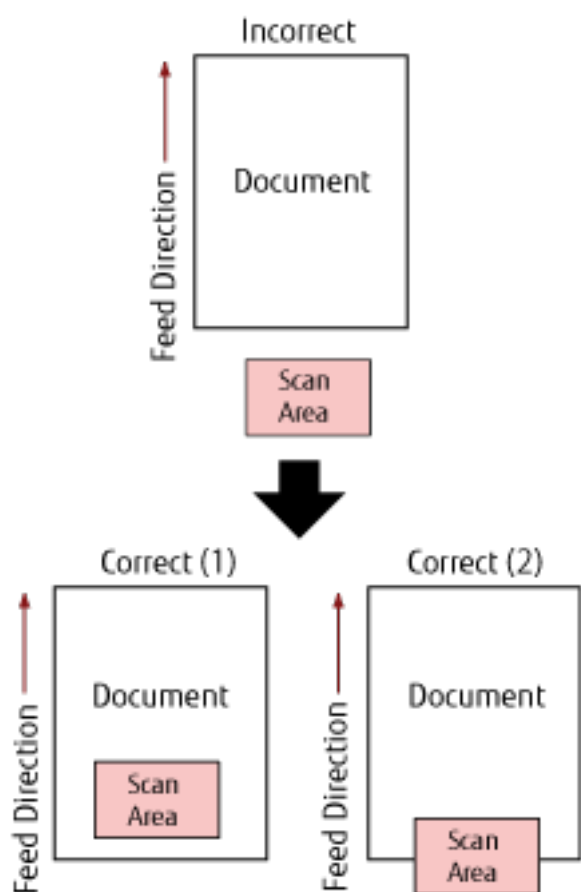 Incorrect
Feed Direction
Document
Scan
Area
Correct (1)
Feed Direction
Document
Scan
Area
Correct (2)
Feed Direction
Document
Scan
Area